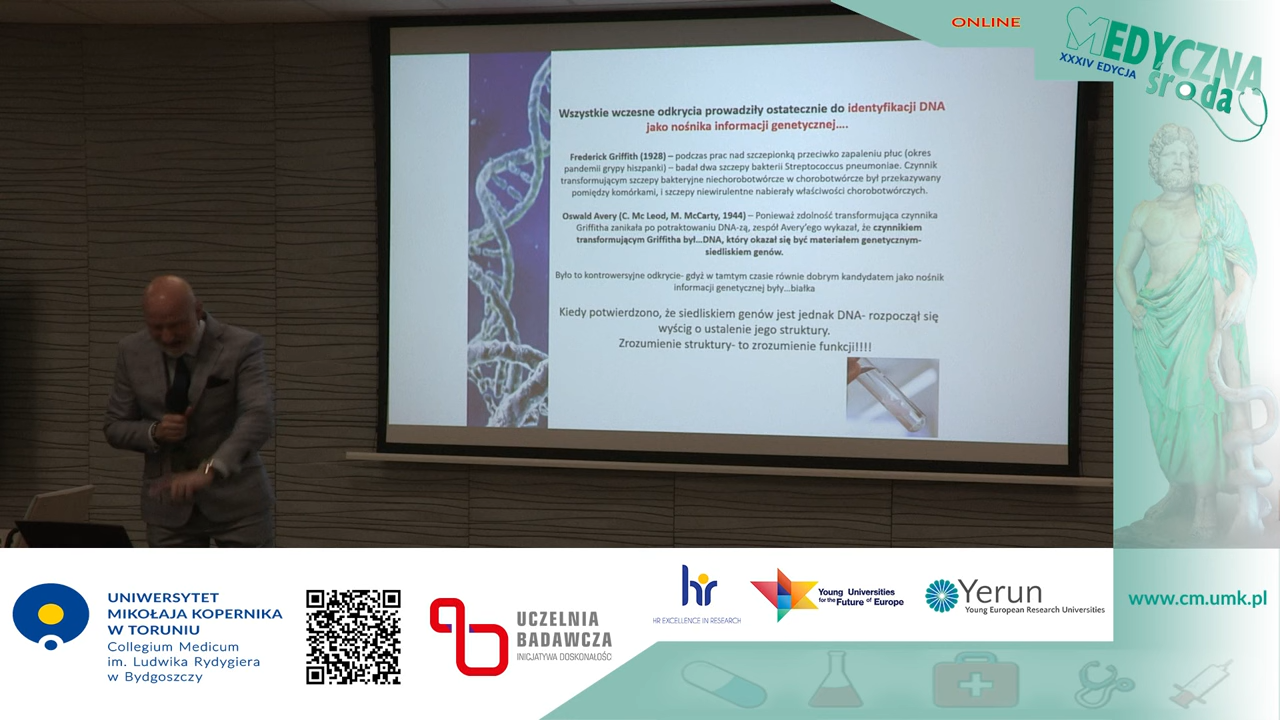 ONLINE
MEDYCZNA
XXXIV EDYCJA
środa
Wszystkie wczesne odkrycia prowadziły ostatecznie do identyfikacji DNA
jako nośnika informacji genetycznej....
Frederick Griffith (1928) – podczas prac nad szczepionką przeciwko zapaleniu płuc (okres
pandemii grypy hiszpanki) – badał dwa szczepy bakterii Streptococcus pneumoniae. Czynnik
transformującym szczepy bakteryjne niechorobotwórcze w chorobotwórcze był przekazywany
pomiędzy komórkami, i szczepy niewirulentne nabierały właściwości chorobotwórczych.
Oswald Avery (C. Mc Leod, M. McCarty, 1944) – Ponieważ zdolność transformująca czynnika
Griffitha zanikała po potraktowaniu DNA-zą, zespół Avery'ego wykazał, że czynnikiem
transformującym Griffitha był...DNA, który okazał się być materiałem genetycznym-
siedliskiem genów.
Było to kontrowersyjne odkrycie- gdyż w tamtym czasie równie dobrym kandydatem jako nośnik
informacji genetycznej były...białka
Kiedy potwierdzono, że siedliskiem genów jest jednak DNA- rozpoczął się
wyścig o ustalenie jego struktury.
Zrozumienie struktury- to zrozumienie funkcji!!!!
UNIWERSYTET
MIKOŁAJA KOPERNIKA
W TORUNIU
Collegium Medicum
im. Ludwika Rydygiera
w Bydgoszczy
UCZELNIA
BADAWCZA
INICJATYWA DOSKONAŁOŚCI
hr
HR EXCELLENCE IN RESEARCH
Young Universities
for the Future of Europe
Yerun
Young European Research Universities
www.cm.umk.pl